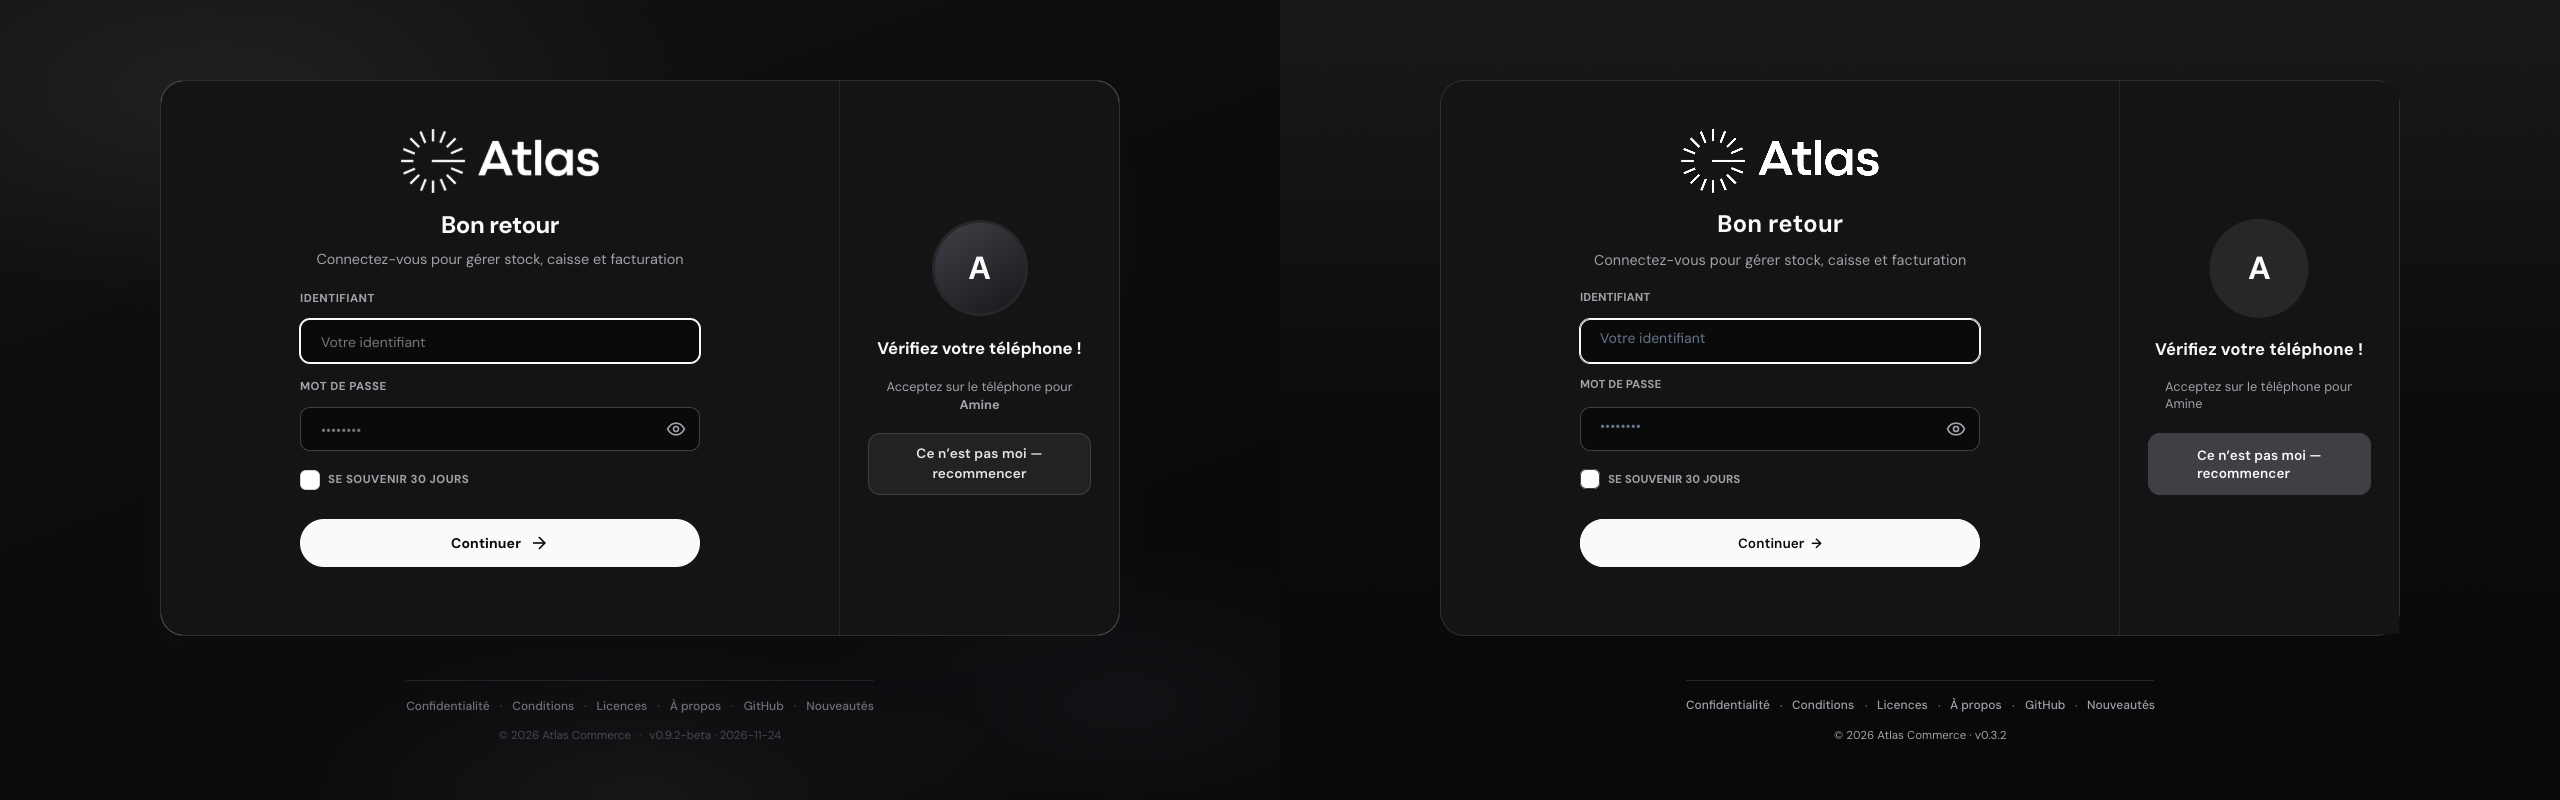 Atlas
Bon retour
Connectez-vous pour gérer stock, caisse et facturation
IDENTIFIANT
Votre identifiant
MOT DE PASSE
••••••••
SE SOUVENIR 30 JOURS
Continuer →
A
Vérifiez votre téléphone !
Acceptez sur le téléphone pour
Amine
Ce n’est pas moi —
recommencer
Confidentialité · Conditions · Licences · À propos · GitHub · Nouveautés
© 2026 Atlas Commerce · v0.9.2-beta · 2026-11-24
Atlas
Bon retour
Connectez-vous pour gérer stock, caisse et facturation
IDENTIFIANT
Votre identifiant
MOT DE PASSE
••••••••
SE SOUVENIR 30 JOURS
Continuer →
A
Vérifiez votre téléphone !
Acceptez sur le téléphone pour
Amine
Ce n’est pas moi —
recommencer
Confidentialité · Conditions · Licences · À propos · GitHub · Nouveautés
© 2026 Atlas Commerce · v0.3.2